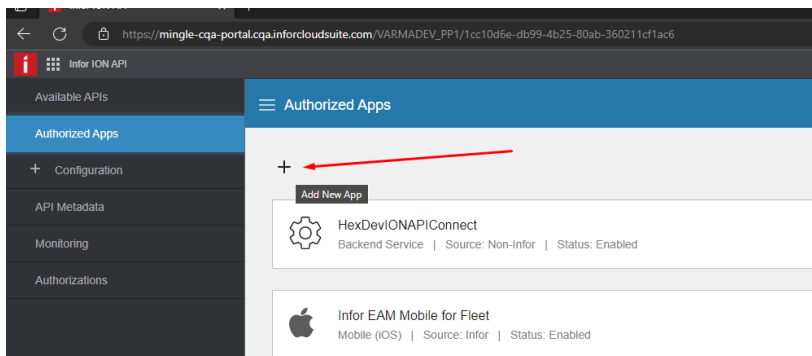 https://mingle-cqa-portal.cqa.inforcloudsuite.com/VARMADEV_PP1/1cc10d6e-db99-4b25-80ab-360211cf1ac6
Infor ION API
Available APIs
Authorized Apps
Authorized Apps
+ Configuration
Add New App
API Metadata
HexDevIONAPIConnect
Backend Service | Source: Non-Infor | Status: Enabled
Monitoring
Authorizations
Infor EAM Mobile for Fleet
Mobile (iOS) | Source: Infor | Status: Enabled